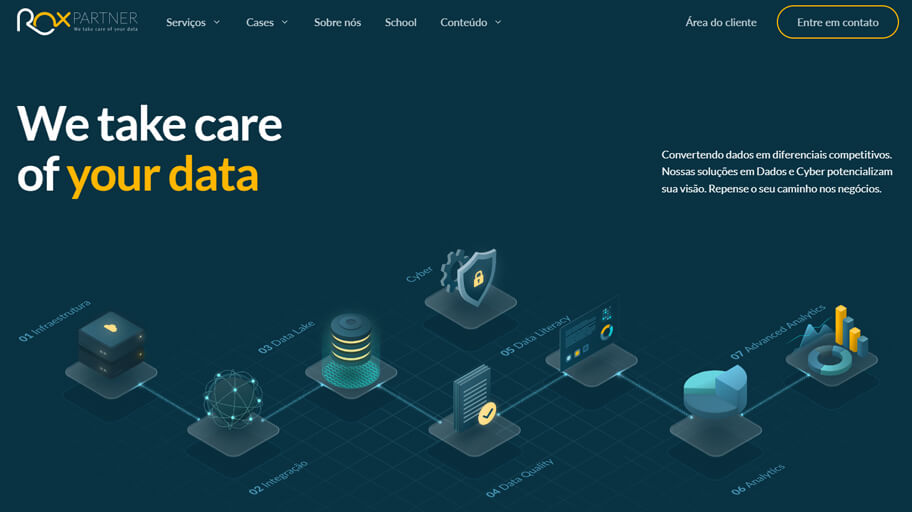 ROX PARTNER
We take care of your data
Serviços
Cases
Sobre nós
School
Conteúdo
Área do cliente
Entre em contato
We take care
of your data
Convertendo dados em diferenciais competitivos.
Nossas soluções em Dados e Cyber potencializam
sua visão. Repense o seu caminho nos negócios.
01 Infraestrutura
02 Integração
03 Data Lake
Cyber
04 Data Quality
05 Data Literacy
06 Analytics
07 Advanced Analytics